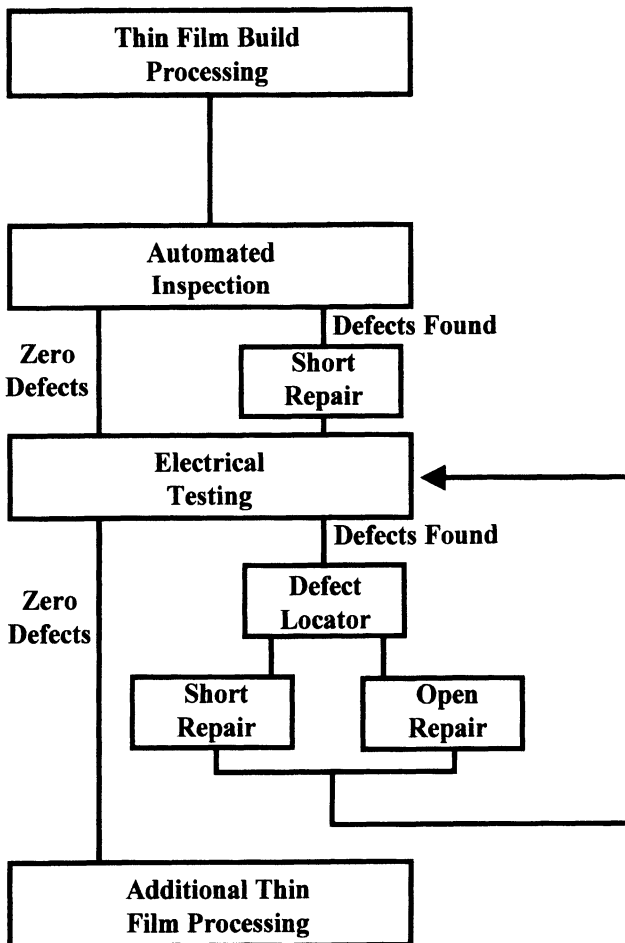 Thin Film Build
Processing
Automated
Inspection
Defects Found
Zero
Defects
Short
Repair
Electrical
Testing
Defects Found
Zero
Defects
Defect
Locator
Short
Repair
Open
Repair
Additional Thin
Film Processing